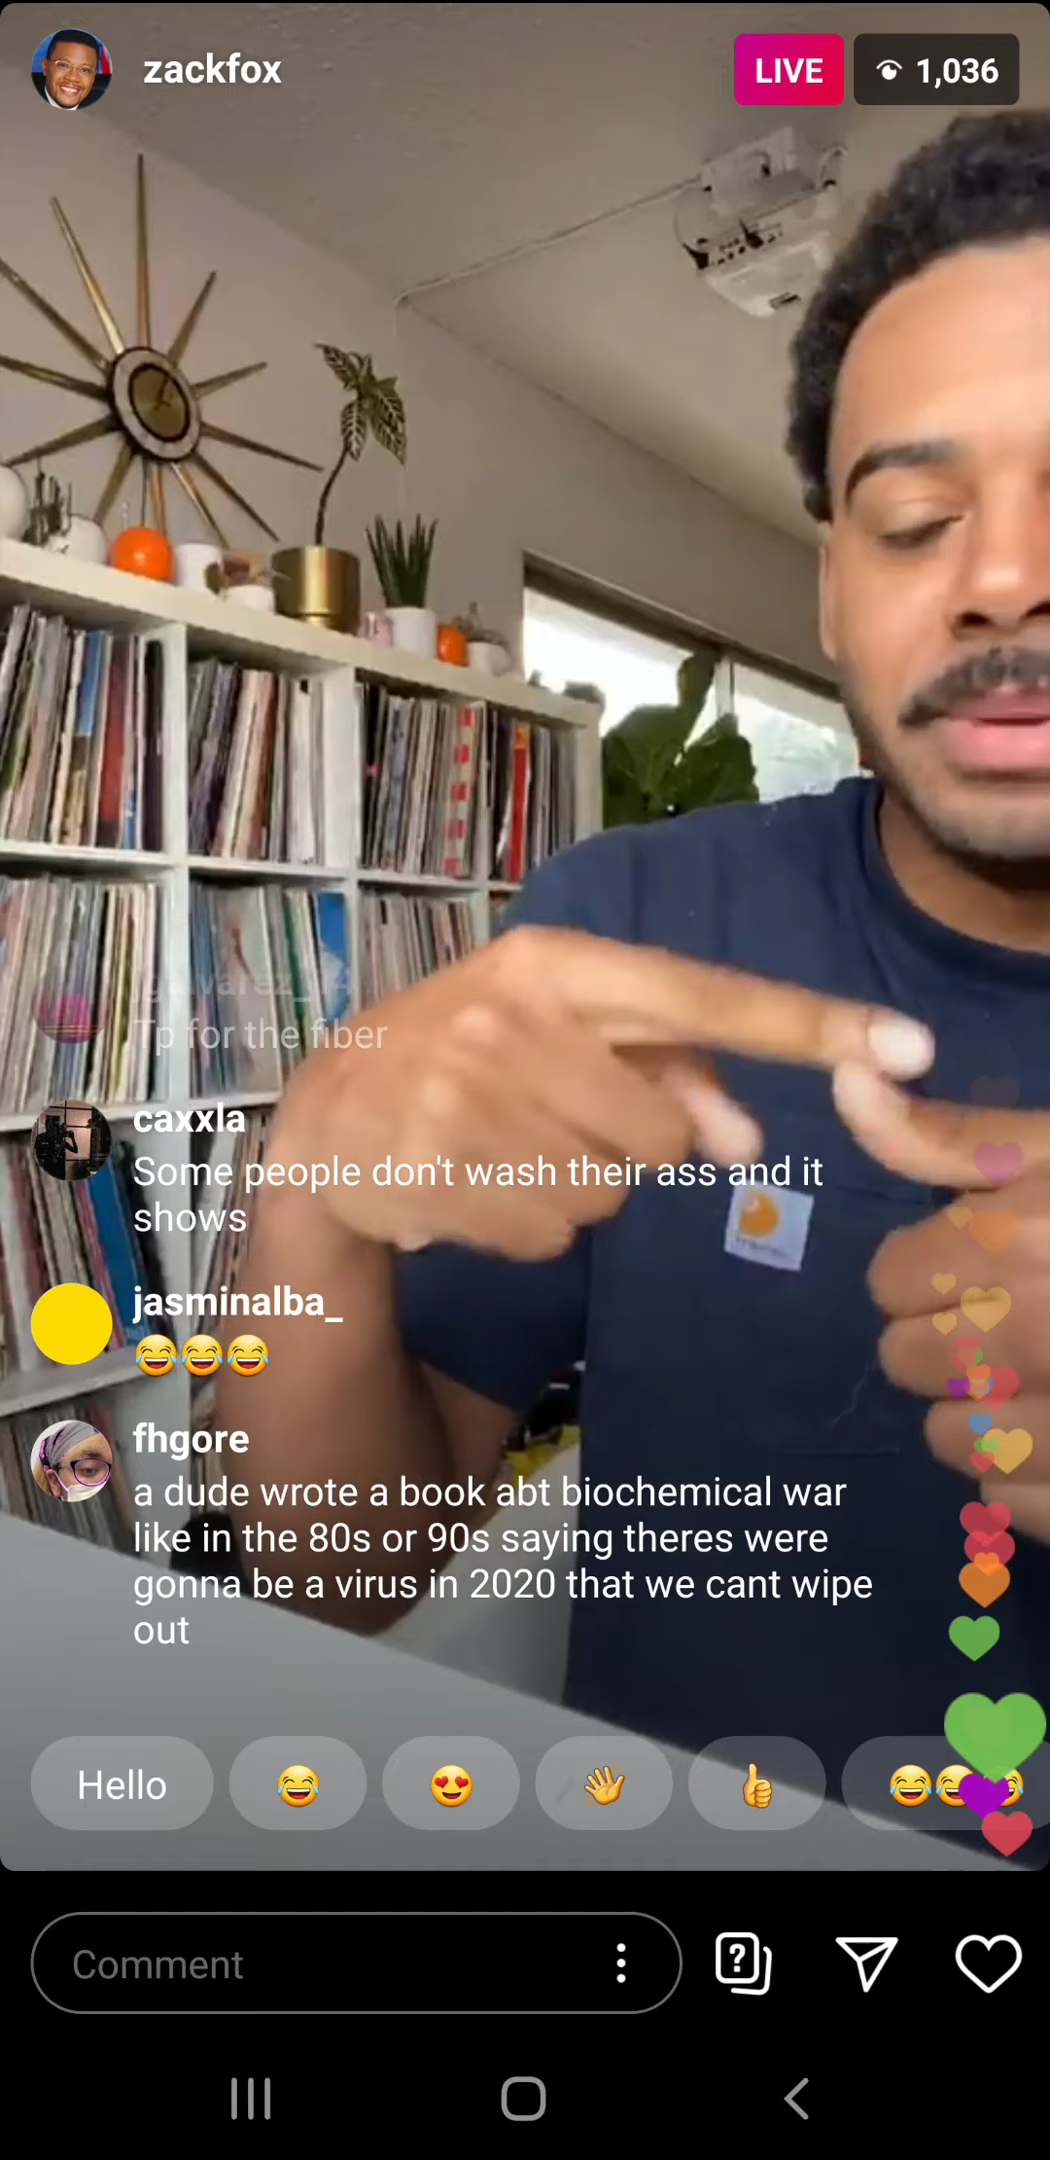 zackfox
LIVE
1,036
Tp for the fiber
caxxla
Some people don't wash their ass and it
shows
jasminalba_
😂😂😂
fhgore
a dude wrote a book abt biochemical war
like in the 80s or 90s saying theres were
gonna be a virus in 2020 that we cant wipe
out
Hello 😂 😍 👋 👍 😂😂😂
Comment